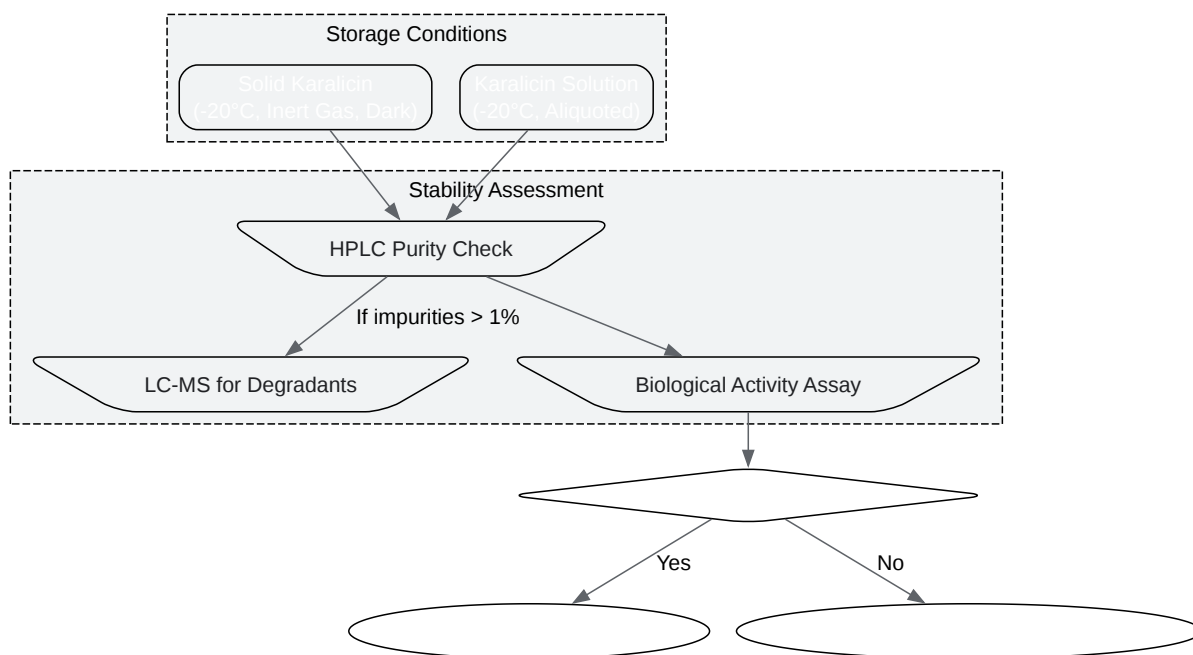 Storage Conditions
Solid Karalicin
(-20°C, Inert Gas, Dark)
Karalicin Solution
(-20°C, Aliquoted)
Stability Assessment
HPLC Purity Check
If impurities > 1%
LC-MS for Degradants
Biological Activity Assay
Yes
No